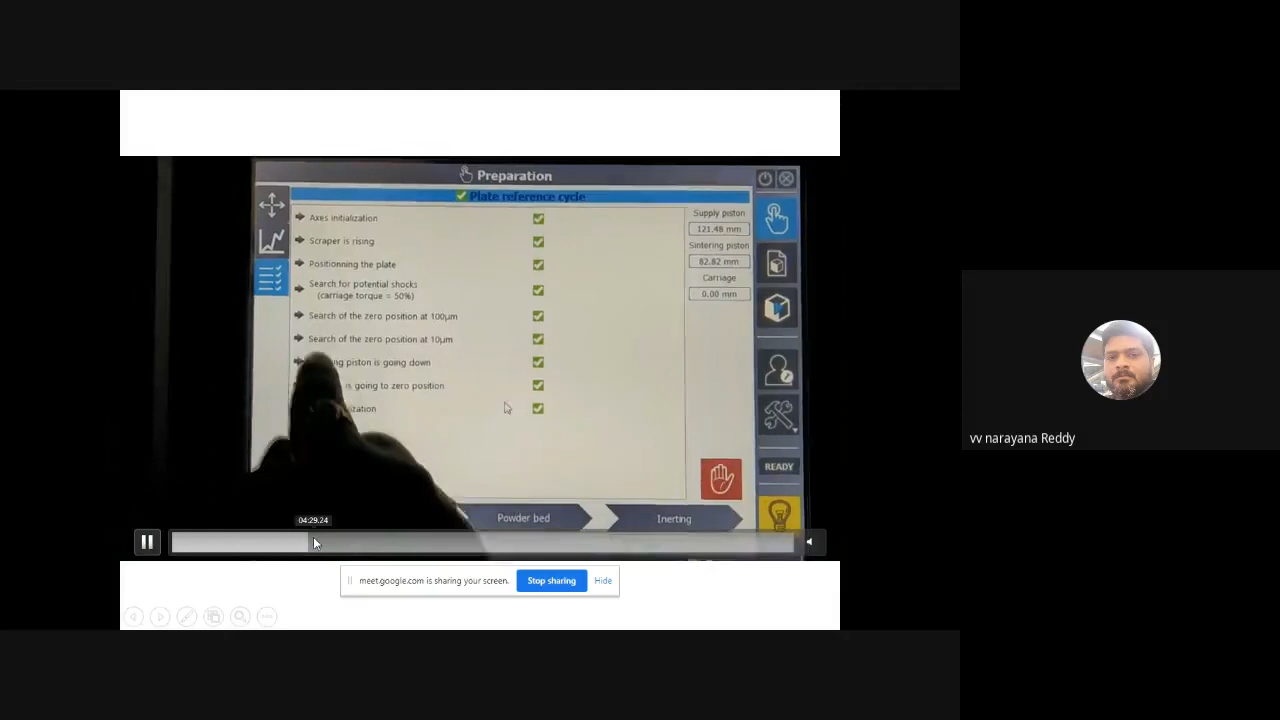 Preparation
Plate reference cycle
Axes initialization
Scraper is rising
Positionning the plate
Search for potential shocks
(carriage torque = 50%)
Search of the zero position at 100µm
Search of the zero position at 10µm
piston is going down
is going to zero position
Supply piston
121.48 mm
Sintering piston
82.82 mm
Carriage
0.00 mm
READY
Powder bed
Inerting
04:29.24
meet.google.com is sharing your screen.
Stop sharing
Hide
vv narayana Reddy